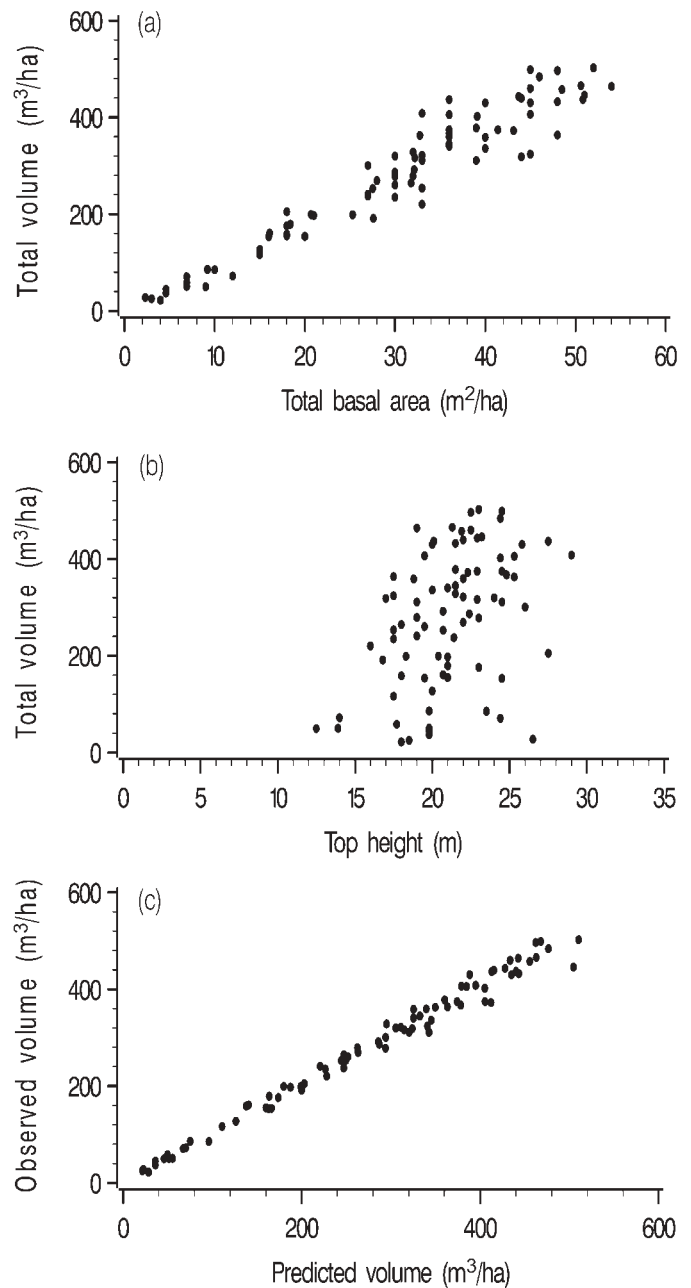 (a)
Total volume (m³/ha)
600
400
200
0
0 10 20 30 40 50 60
Total basal area (m²/ha)
(b)
Total volume (m³/ha)
600
400
200
0
0 5 10 15 20 25 30 35
Top height (m)
(c)
Observed volume (m³/ha)
600
400
200
0
0 200 400 600
Predicted volume (m³/ha)